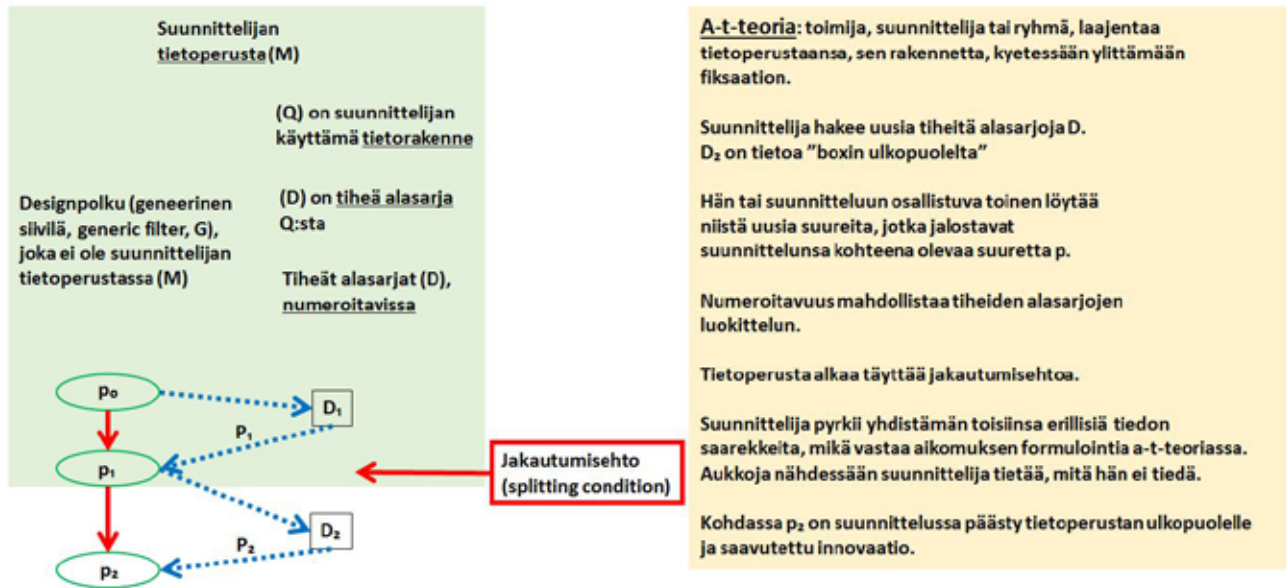 Suunnittelijan
tietoperusta (M)
(Q) on suunnittelijan
käyttämä tietorakenne
Designpolku (geneerinen
siivilä, generic filter, G),
joka ei ole suunnittelijan
tietoperustassa (M)
(D) on tiheä alasarja
Q:sta
Tiheät alasarjat (D),
numeroitavissa
p₀
D₁
P₁
p₁
D₂
P₂
p₂
Jakautumisehto
(splitting condition)
A-t-teoria: toimija, suunnittelija tai ryhmä, laajentaa
tietoperustaansa, sen rakennetta, kyetessään ylittämään
fiksaation.
Suunnittelija hakee uusia tiheitä alasarjoja D.
D₂ on tietoa ”boxin ulkopuolelta”
Hän tai suunnitteluun osallistuva toinen löytää
niistä uusia suureita, jotka jalostavat
suunnittelunsa kohteena olevaa suuretta p.
Numeroitavuus mahdollistaa tiheiden alasarjojen
luokittelun.
Tietoperusta alkaa täyttää jakautumisehtoa.
Suunnittelija pyrkii yhdistämän toisiinsa erillisiä tiedon
saarekkeita, mikä vastaa aikomuksen formulointia a-t-teoriassa.
Aukkoja nähdessään suunnittelija tietää, mitä hän ei tiedä.
Kohdassa p₂ on suunnittelussa päästy tietoperustan ulkopuolelle
ja saavutettu innovaatio.